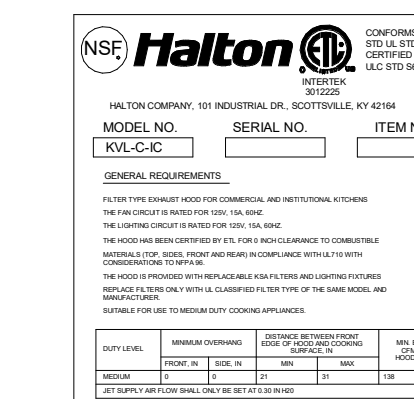 NSF Halton ETL CONFORMS
STD UL STD
CERTIFIED
ULC STD S6
INTERTEK
3012225
HALTON COMPANY, 101 INDUSTRIAL DR., SCOTTSVILLE, KY 42164
MODEL NO. SERIAL NO. ITEM N
KVL-C-IC
GENERAL REQUIREMENTS
FILTER TYPE EXHAUST HOOD FOR COMMERCIAL AND INSTITUTIONAL KITCHENS
THE FAN CIRCUIT IS RATED FOR 125V, 15A, 60HZ.
THE LIGHTING CIRCUIT IS RATED FOR 125V, 15A, 60HZ.
THE HOOD HAS BEEN CERTIFIED BY ETL FOR 0 INCH CLEARANCE TO COMBUSTIBLE
MATERIALS (TOP, SIDES, FRONT AND REAR) IN COMPLIANCE WITH UL710 WITH
CONSIDERATIONS TO NFPA 96.
THE HOOD IS PROVIDED WITH REPLACEABLE KSA FILTERS AND LIGHTING FIXTURES
REPLACE FILTERS ONLY WITH UL CLASSIFIED FILTER TYPE OF THE SAME MODEL AND
MANUFACTURER.
SUITABLE FOR USE TO MEDIUM DUTY COOKING APPLIANCES.
DUTY LEVEL MINIMUM OVERHANG DISTANCE BETWEEN FRONT
EDGE OF HOOD AND COOKING
SURFACE, IN MIN. E
CFM
HOOD
FRONT, IN SIDE, IN MIN MAX
MEDIUM 0 0 21 31 138
JET SUPPLY AIR FLOW SHALL ONLY BE SET AT 0.30 IN H20